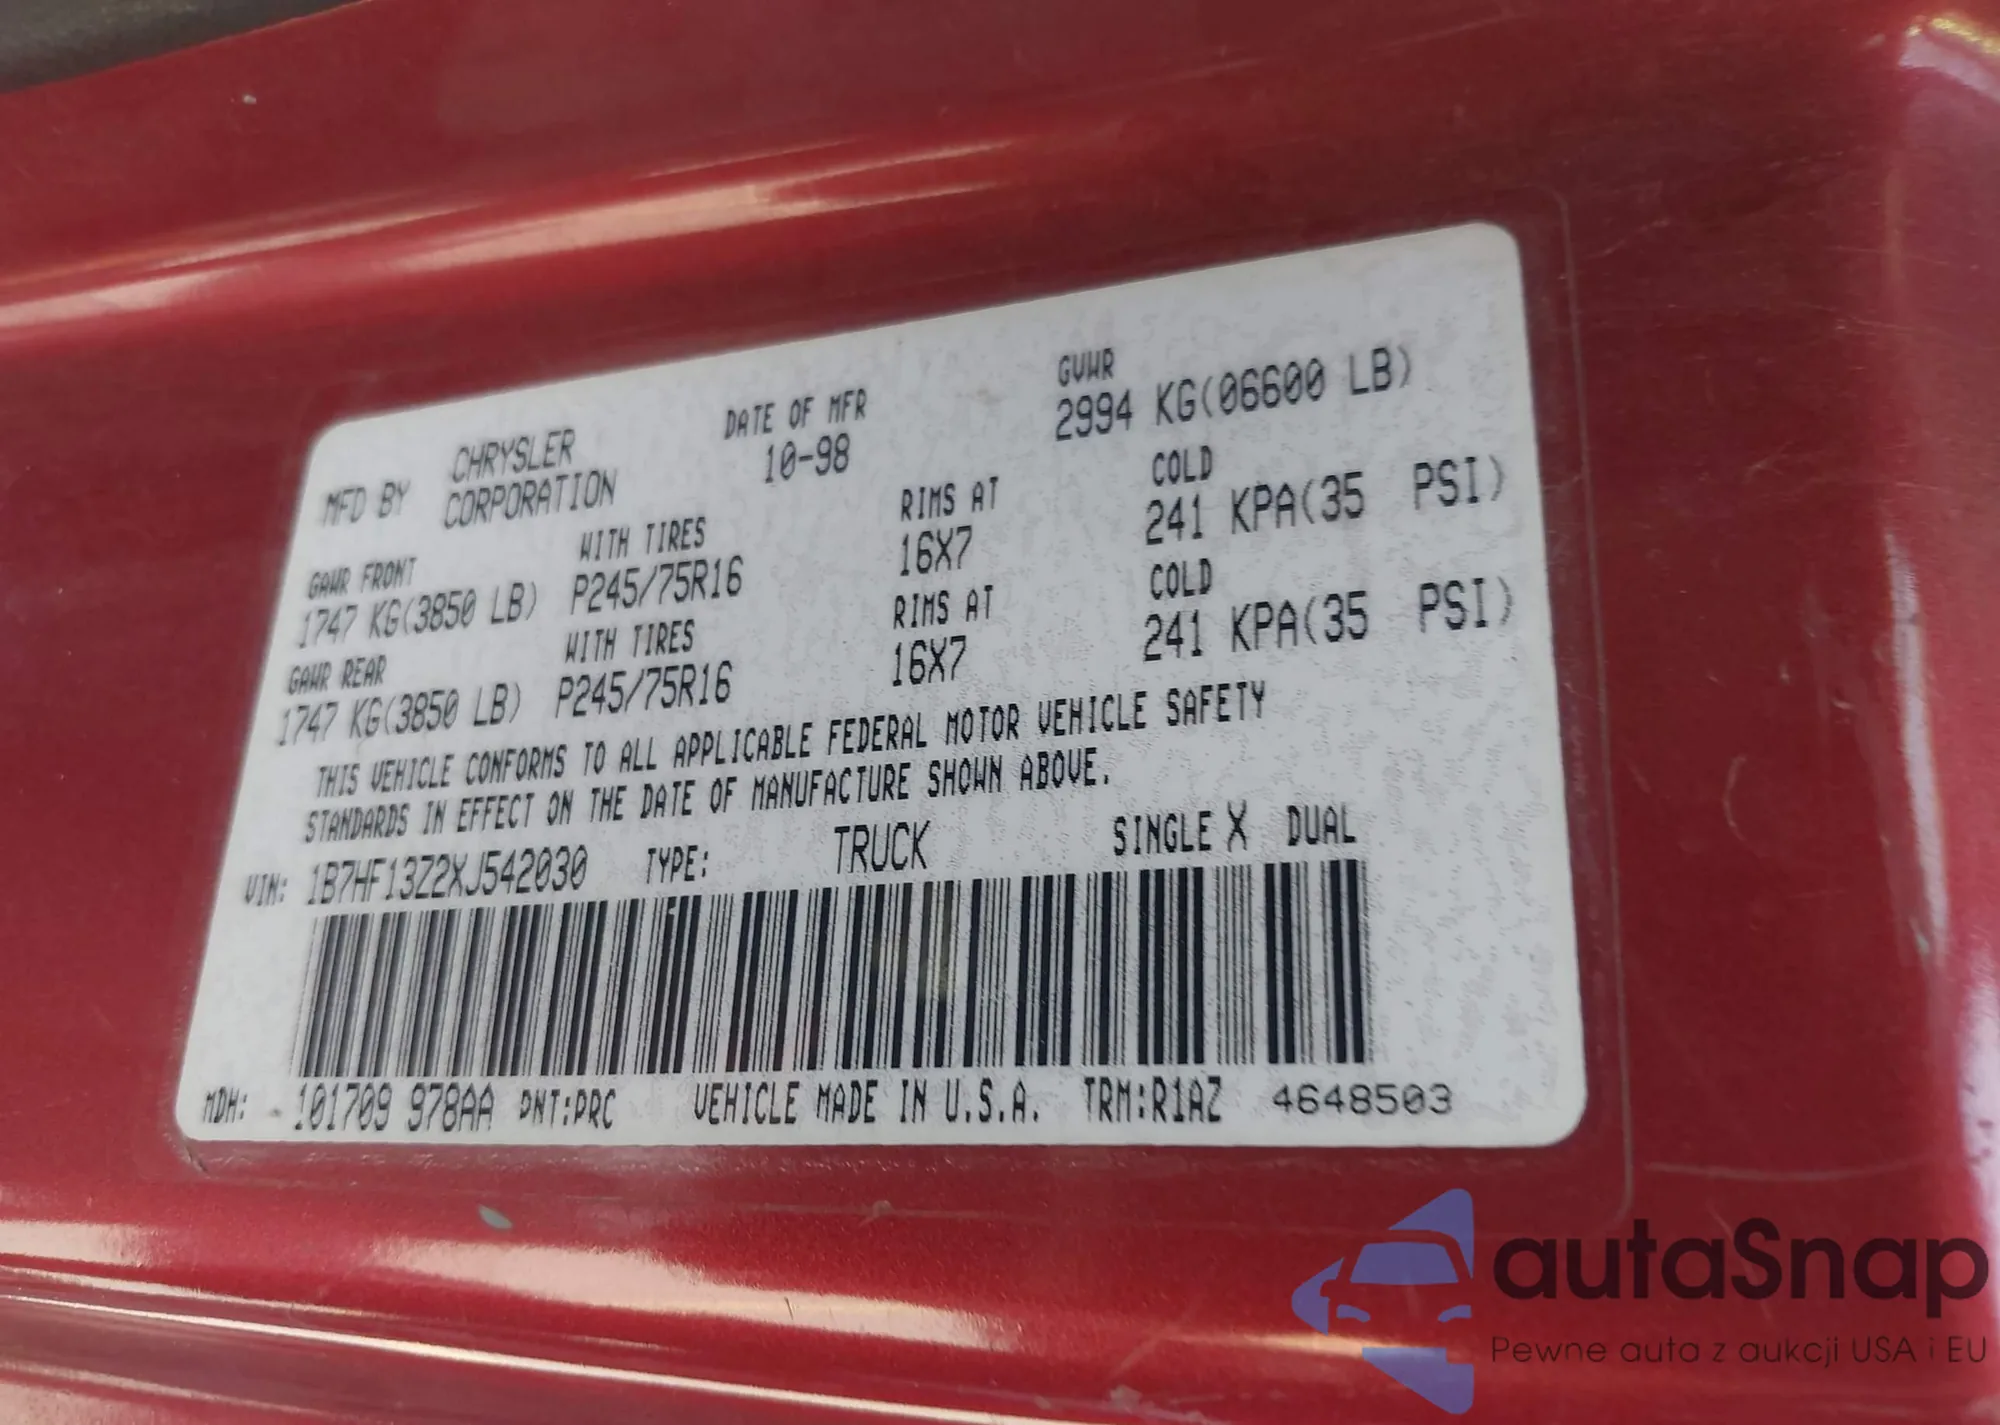 MFD BY CHRYSLER CORPORATION DATE OF MFR 10-98 GVWR 2994 KG(06600 LB)
GAWR FRONT WITH TIRES RIMS AT COLD
1747 KG(3850 LB) P245/75R16 16X7 241 KPA(35 PSI)
GAWR REAR WITH TIRES RIMS AT COLD
1747 KG(3850 LB) P245/75R16 16X7 241 KPA(35 PSI)
THIS VEHICLE CONFORMS TO ALL APPLICABLE FEDERAL MOTOR VEHICLE SAFETY
STANDARDS IN EFFECT ON THE DATE OF MANUFACTURE SHOWN ABOVE.
VIN: 1B7HF13Z2XJ542030 TYPE: TRUCK SINGLE X DUAL
MDH: 101709 978AA PNT:PRC VEHICLE MADE IN U.S.A. TRM:R1AZ 4648503
autaSnap
Pewne auta z aukcji USA i EU